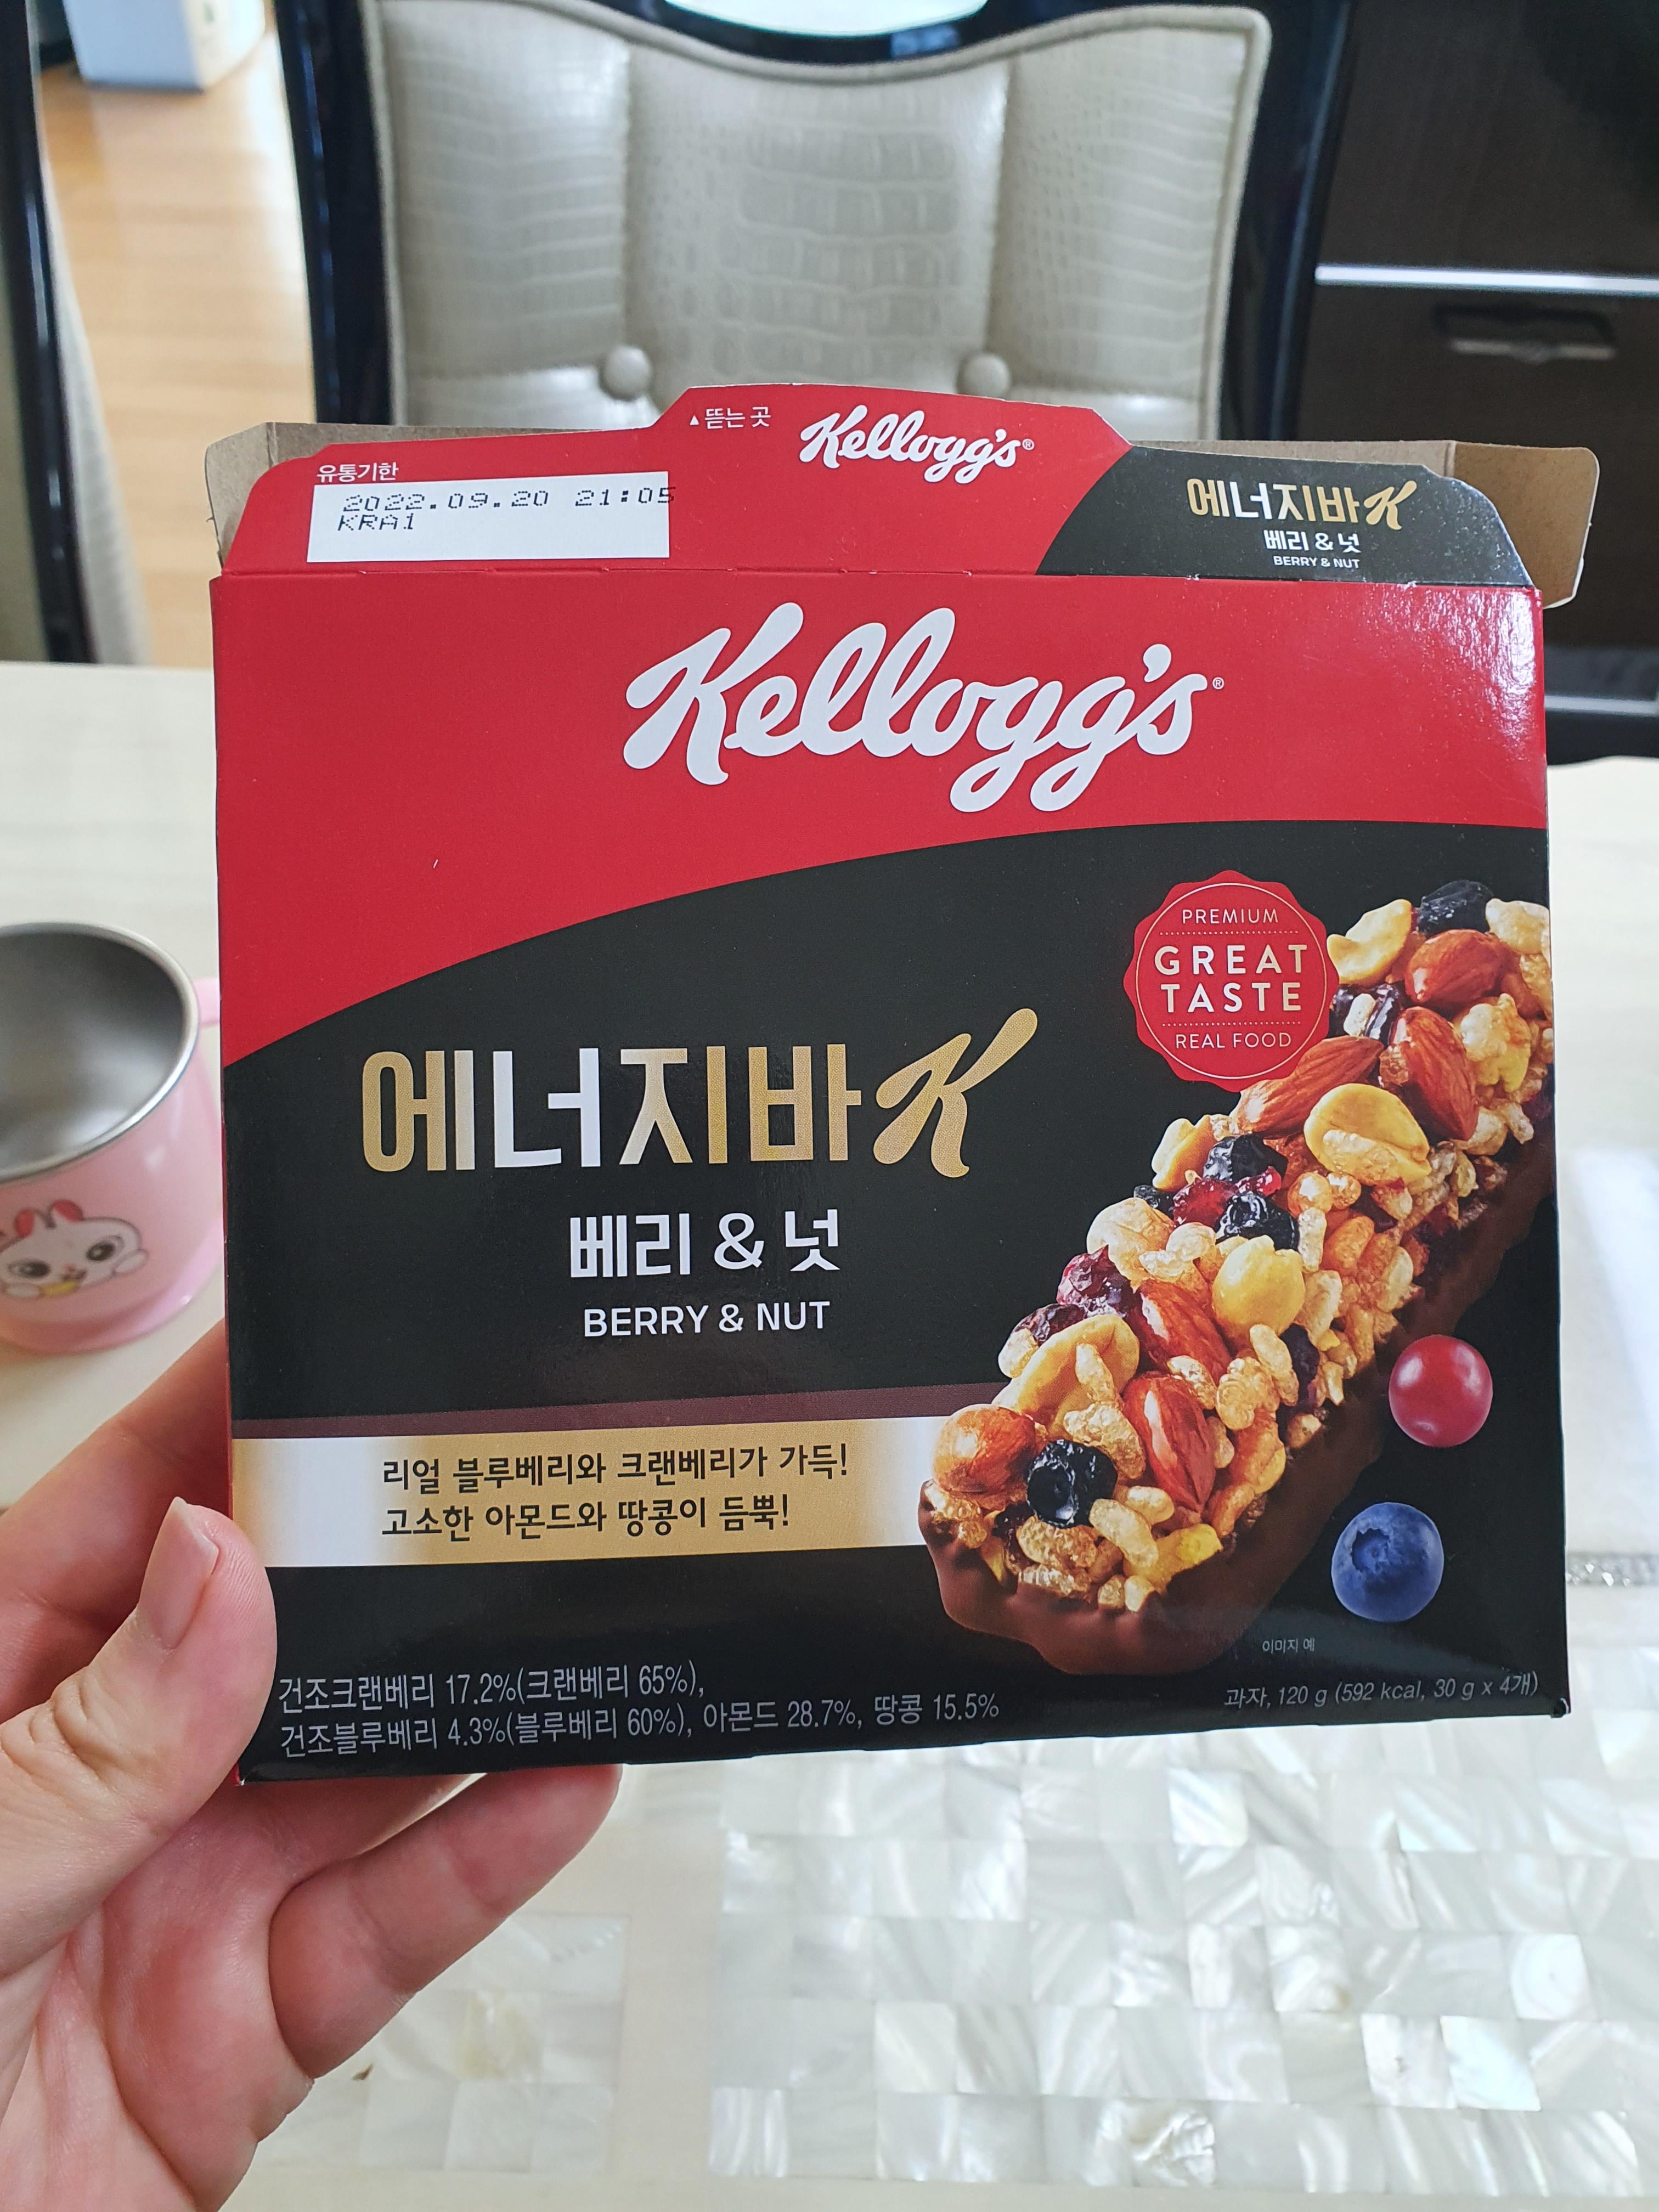 ▲뜯는 곳
Kellogg's®
유통기한
2022.09.20 21:05
KRA1
에너지바K
베리 & 넛
BERRY & NUT
Kellogg's®
PREMIUM
GREAT
TASTE
REAL FOOD
에너지바K
베리 & 넛
BERRY & NUT
리얼 블루베리와 크랜베리가 가득!
고소한 아몬드와 땅콩이 듬뿍!
이미지 예
건조크랜베리 17.2%(크랜베리 65%),
건조블루베리 4.3%(블루베리 60%), 아몬드 28.7%, 땅콩 15.5%
과자, 120 g (592 kcal, 30 g x 4개)